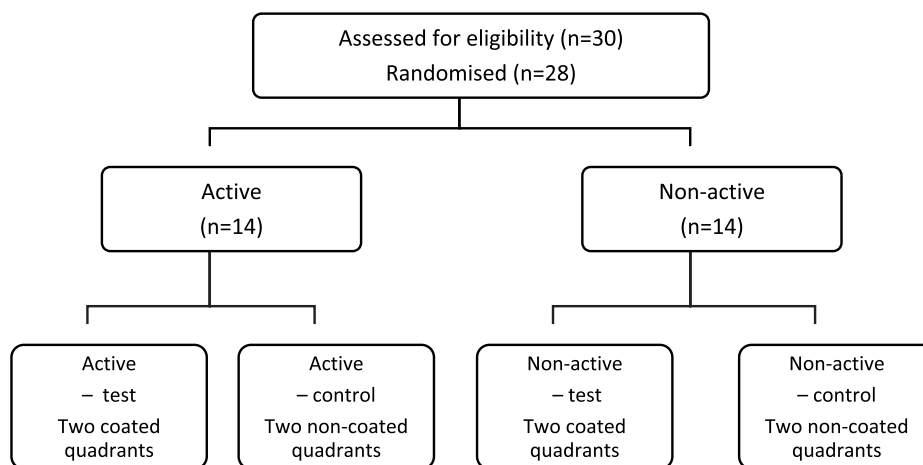 Assessed for eligibility (n=30)
Randomised (n=28)
Active
(n=14)
Non-active
(n=14)
Active
– test
Two coated
quadrants
Active
– control
Two non-coated
quadrants
Non-active
– test
Two coated
quadrants
Non-active
– control
Two non-coated
quadrants